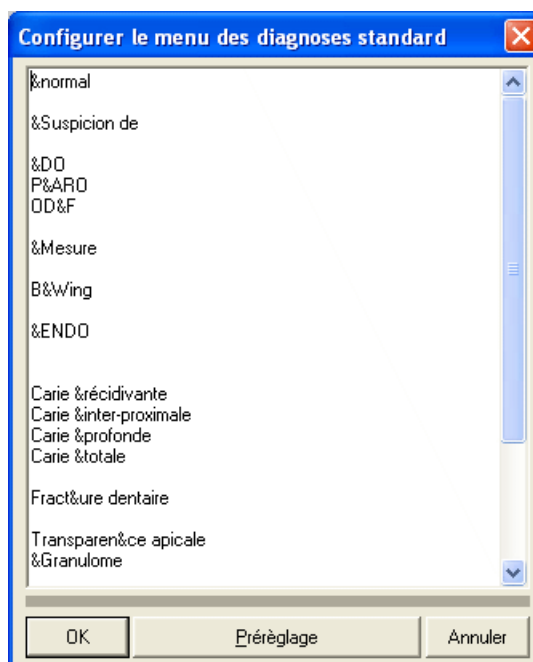 Configurer le menu des diagnoses standard
&normal
&Suspicion de
&DO
P&ARO
OD&F
&Mesure
B&Wing
&ENDO
Carie &récidivante
Carie &inter-proximale
Carie &profonde
Carie &totale
Fract&ure dentaire
Transparen&ce apicale
&Granulome
OK
Prérèglage
Annuler